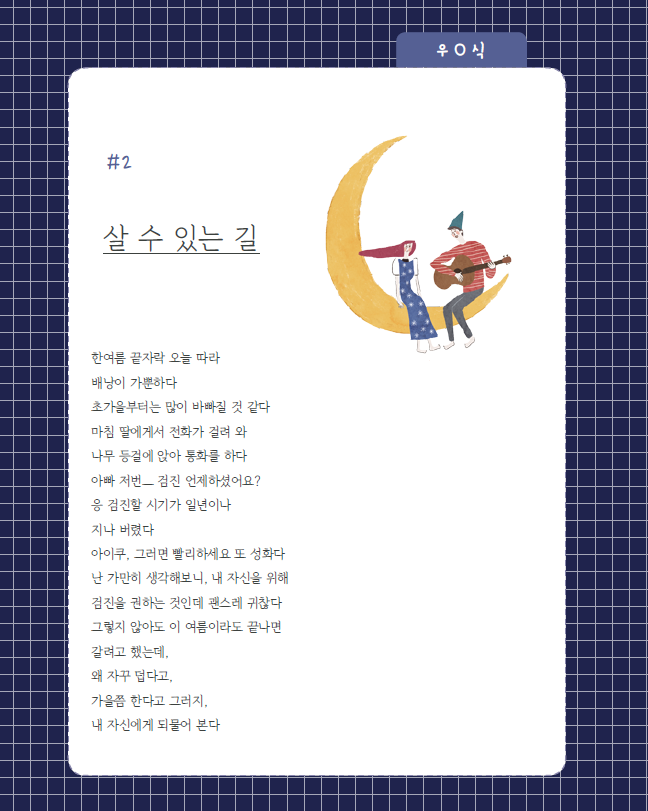 우ㅇ식
#2
살 수 있는 길
한여름 끝자락 오늘 따라
배낭이 가뿐하다
초가을부터는 많이 바빠질 것 같다
마침 딸에게서 전화가 걸려 와
나무 등걸에 앉아 통화를 하다
아빠 저번ㅡ 검진 언제하셨어요?
응 검진할 시기가 일년이나
지나 버렸다
아이쿠, 그러면 빨리하세요 또 성화다
난 가만히 생각해보니, 내 자신을 위해
검진을 권하는 것인데 괜스레 귀찮다
그렇지 않아도 이 여름이라도 끝나면
갈려고 했는데,
왜 자꾸 덥다고,
가을쯤 한다고 그러지,
내 자신에게 되물어 본다